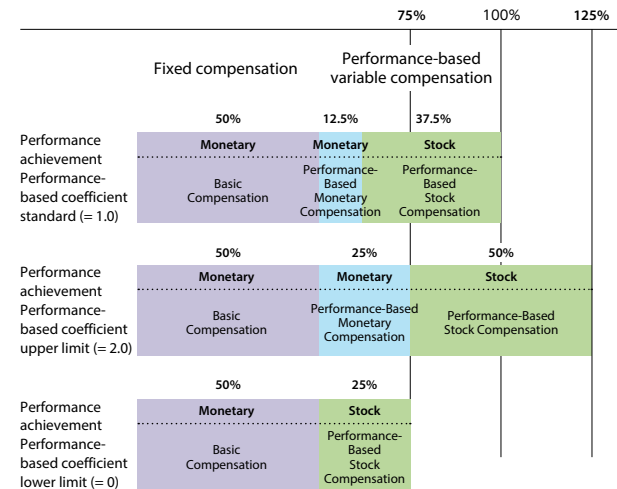 75% 100% 125%
Fixed compensation
Performance-based
variable compensation
50% 12.5% 37.5%
Performance
achievement
Performance-
based coefficient
standard (= 1.0)
Monetary Monetary Stock
Basic
Compensation
Performance-
Based
Monetary
Compensation
Performance-
Based
Stock
Compensation
50% 25% 50%
Performance
achievement
Performance-
based coefficient
upper limit (= 2.0)
Monetary Monetary Stock
Basic
Compensation
Performance-Based
Monetary
Compensation
Performance-Based
Stock Compensation
50% 25%
Performance
achievement
Performance-
based coefficient
lower limit (= 0)
Monetary Stock
Basic
Compensation
Performance-
Based
Stock
Compensation